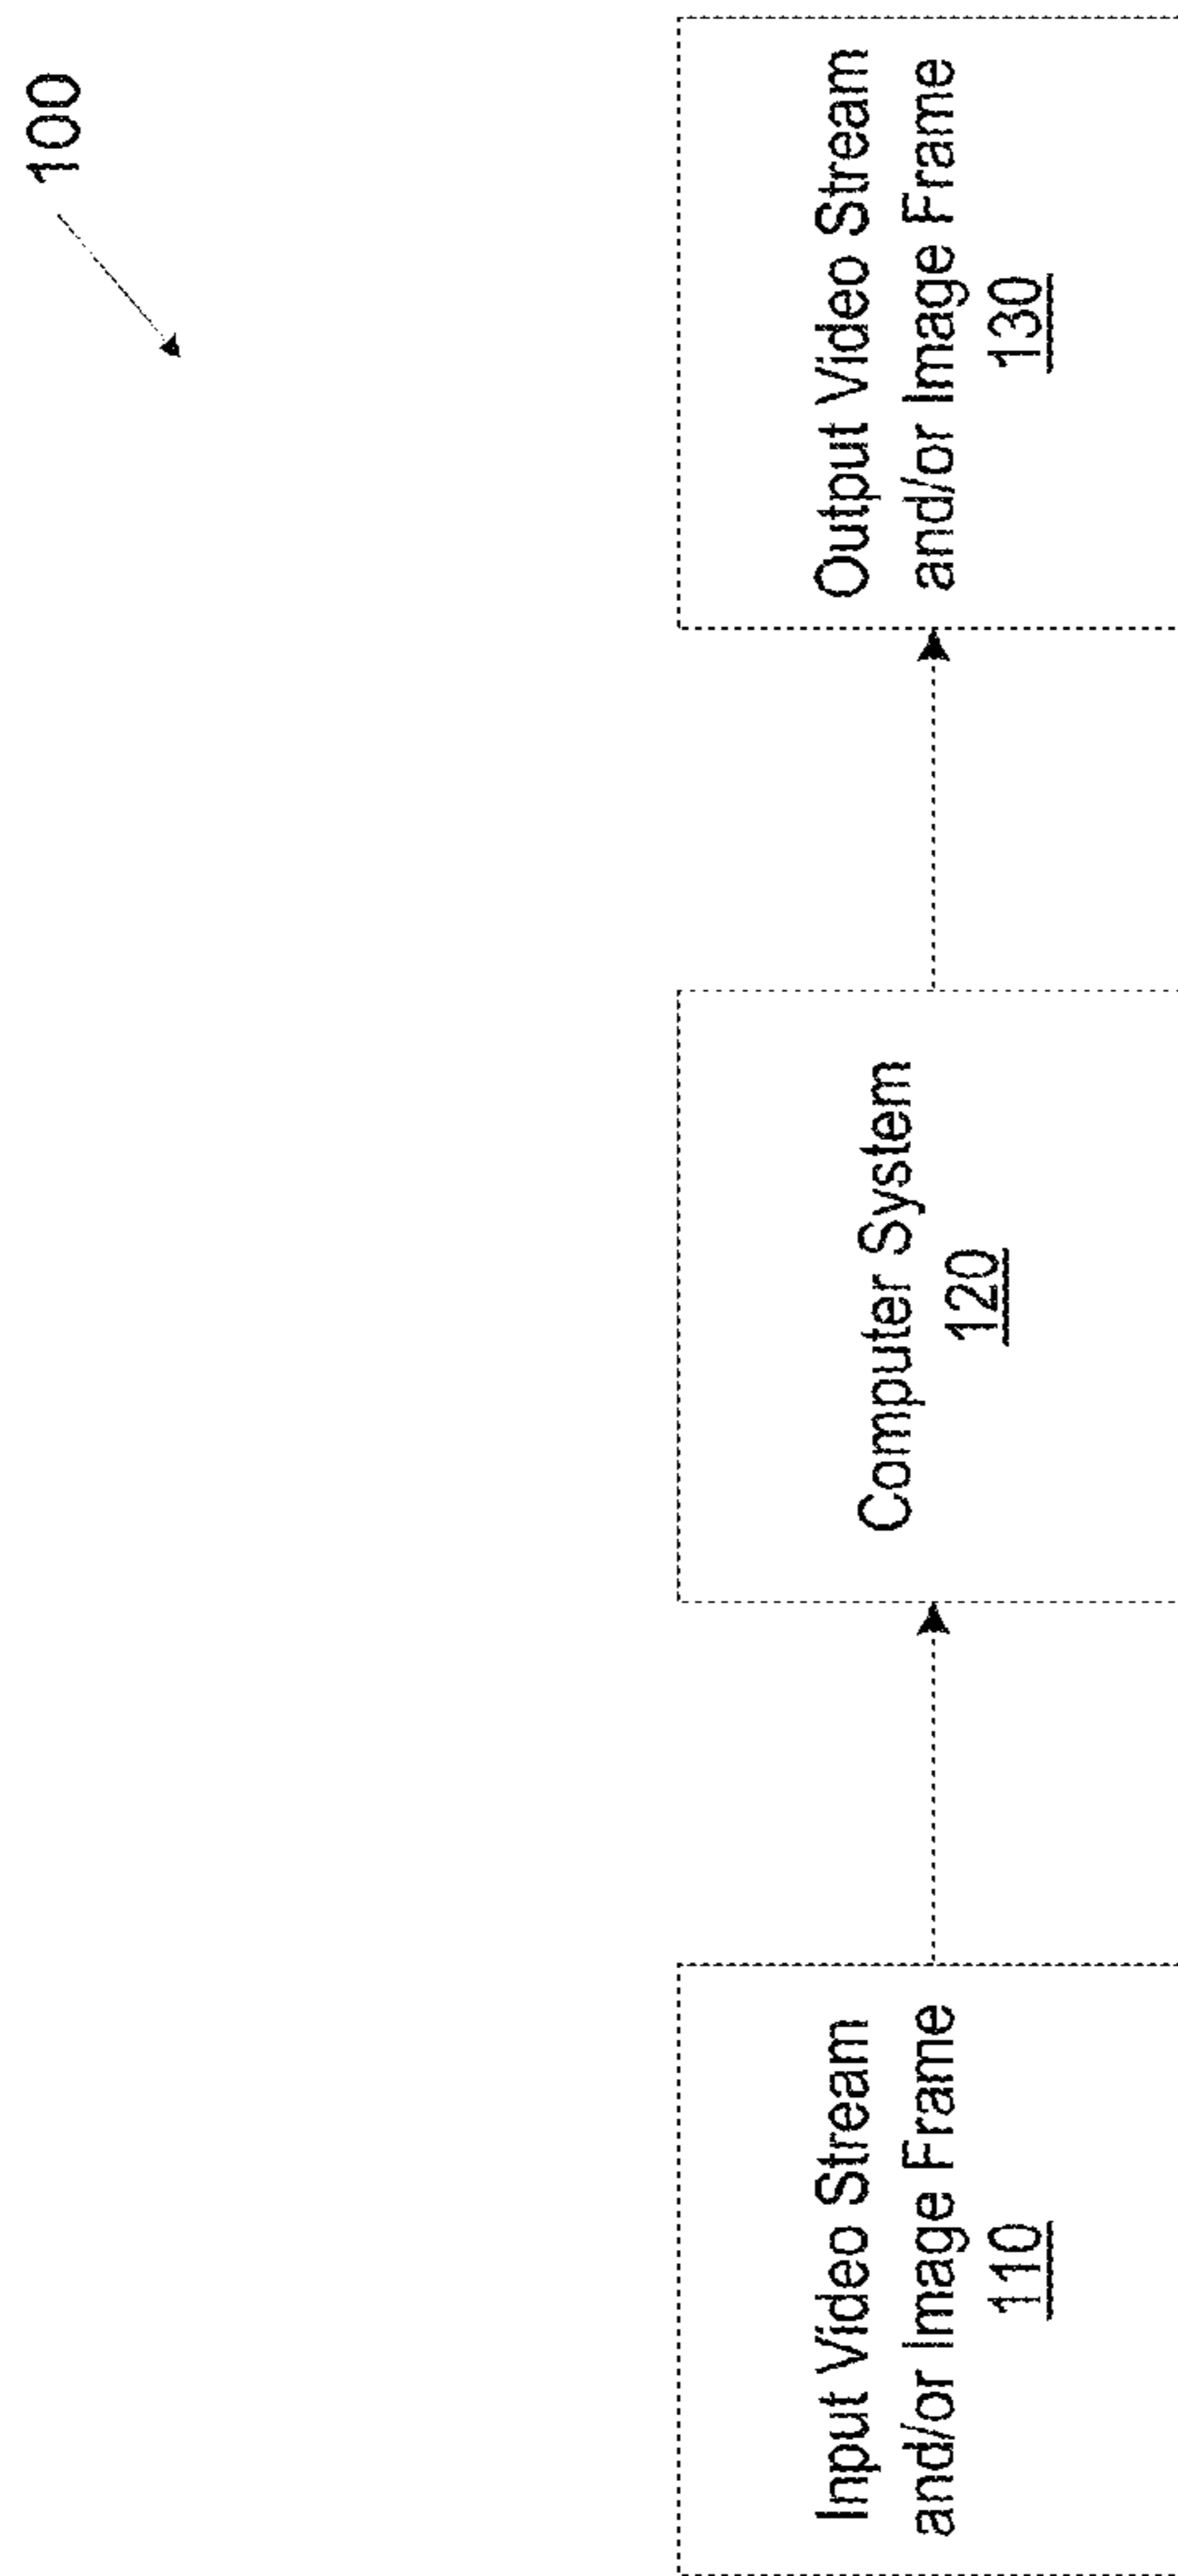 100
Input Video Stream
and/or Image Frame
110
Computer System
120
Output Video Stream
and/or Image Frame
130